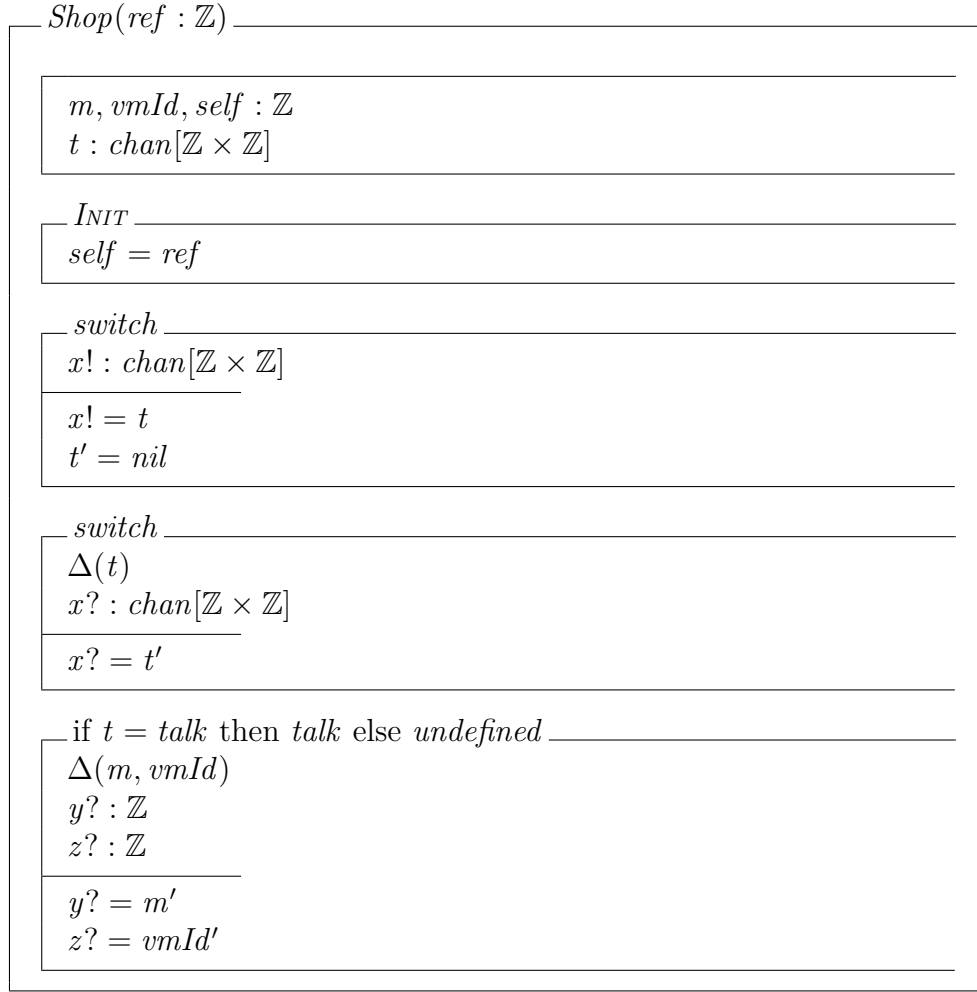 Shop(ref : ℤ)
m, vmId, self : ℤ
t : chan[ℤ × ℤ]
INIT
self = ref
switch
x! : chan[ℤ × ℤ]
x! = t
t′ = nil
switch
Δ(t)
x? : chan[ℤ × ℤ]
x? = t′
if t = talk then talk else undefined
Δ(m, vmId)
y? : ℤ
z? : ℤ
y? = m′
z? = vmId′